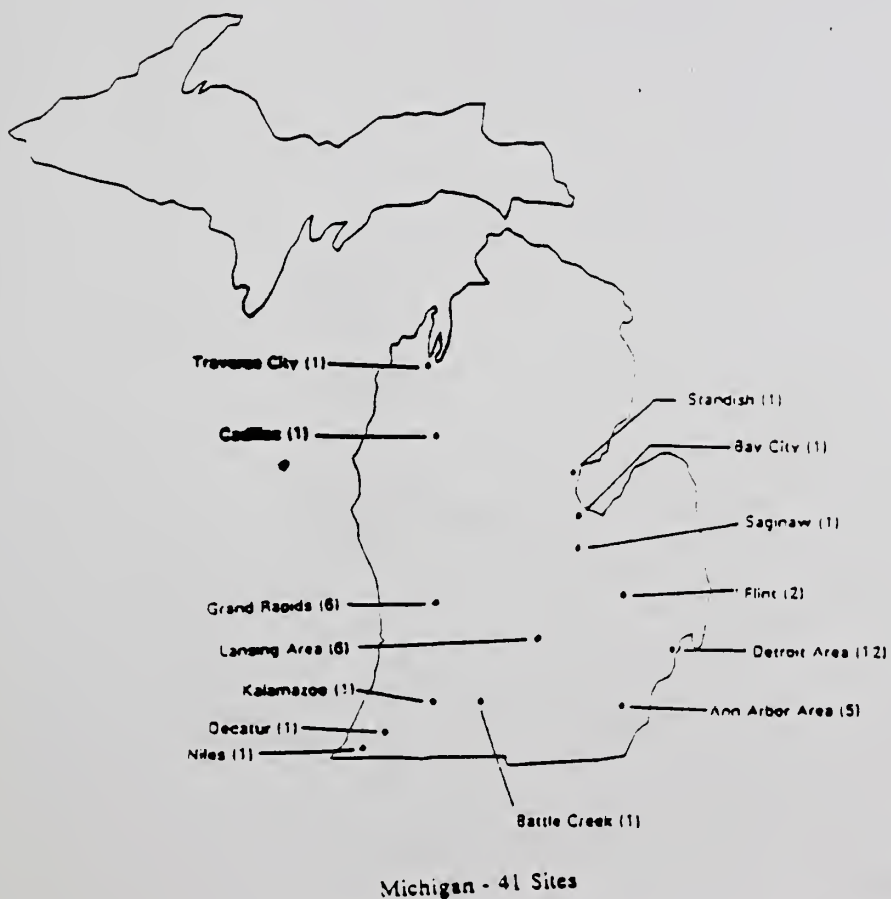 Traverse City (1)
Cadillac (1)
Grand Rapids (6)
Lansing Area (6)
Kalamazoo (1)
Decatur (1)
Niles (1)
Standish (1)
Bay City (1)
Saginaw (1)
Flint (2)
Detroit Area (12)
Ann Arbor Area (5)
Battle Creek (1)
Michigan - 41 Sites